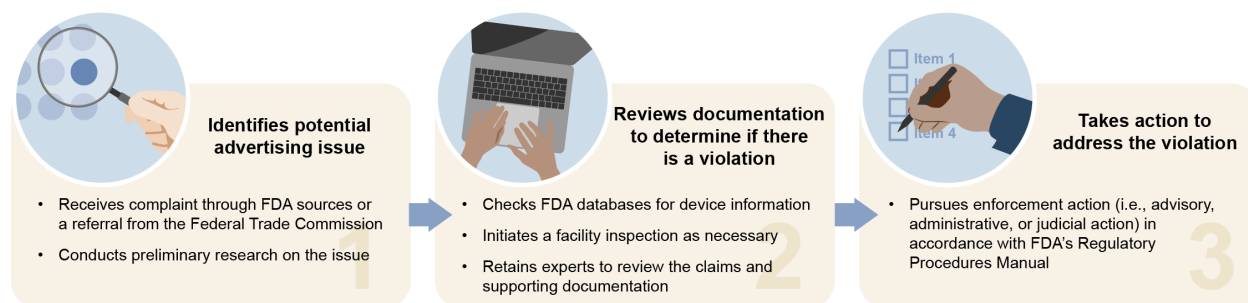 Identifies potential
advertising issue
• Receives complaint through FDA sources or
a referral from the Federal Trade Commission
• Conducts preliminary research on the issue
1
Reviews documentation
to determine if there
is a violation
• Checks FDA databases for device information
• Initiates a facility inspection as necessary
• Retains experts to review the claims and
supporting documentation
2
Item 1
Item 4
Takes action to
address the violation
• Pursues enforcement action (i.e., advisory,
administrative, or judicial action) in
accordance with FDA's Regulatory
Procedures Manual
3